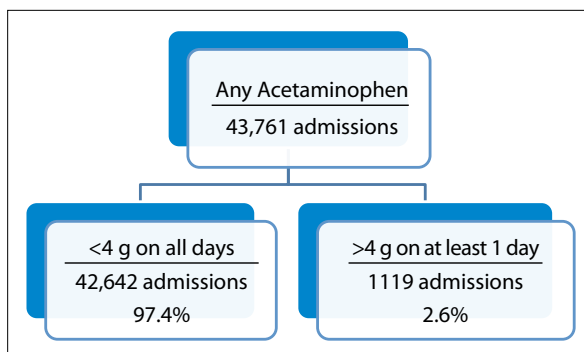 Any Acetaminophen
43,761 admissions
<4 g on all days
42,642 admissions
97.4%
>4 g on at least 1 day
1119 admissions
2.6%